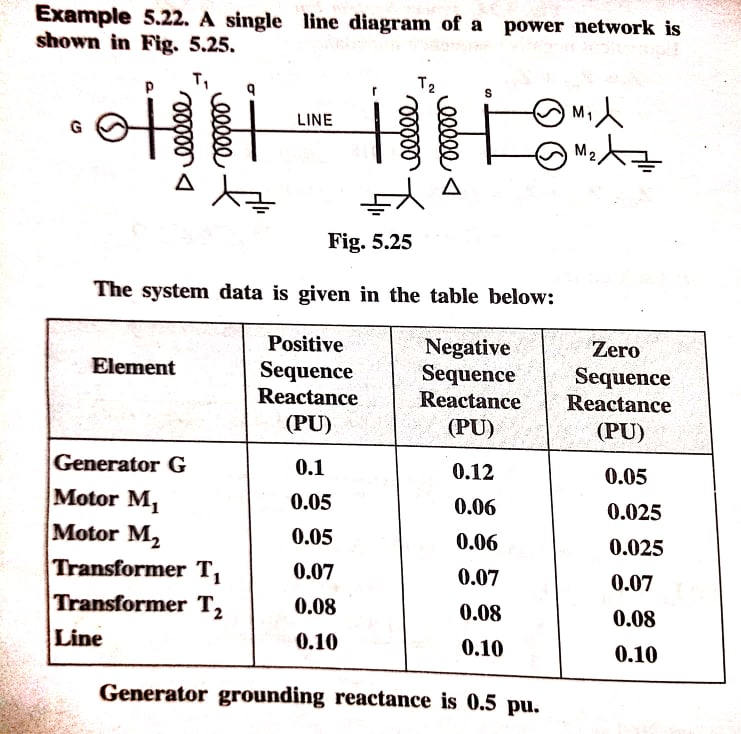 Example 5.22. A single line diagram of a power network is
shown in Fig. 5.25.
p T₁ q r T₂ s
G LINE M₁
M₂
Δ Δ
Fig. 5.25
The system data is given in the table below:
Element Positive Sequence Reactance (PU) Negative Sequence Reactance (PU) Zero Sequence Reactance (PU)
Generator G 0.1 0.12 0.05
Motor M₁ 0.05 0.06 0.025
Motor M₂ 0.05 0.06 0.025
Transformer T₁ 0.07 0.07 0.07
Transformer T₂ 0.08 0.08 0.08
Line 0.10 0.10 0.10
Generator grounding reactance is 0.5 pu.